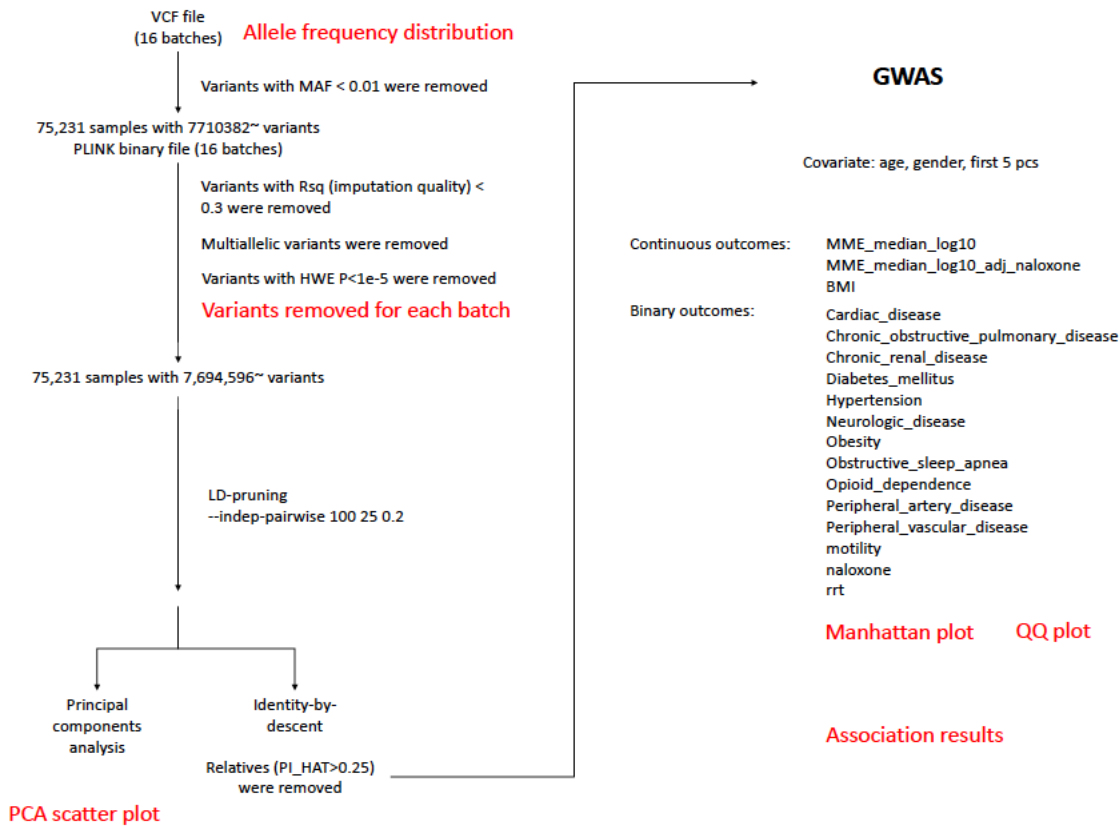 VCF file
(16 batches)
Allele frequency distribution
Variants with MAF < 0.01 were removed
75,231 samples with 7710382~ variants
PLINK binary file (16 batches)
Variants with Rsq (imputation quality) <
0.3 were removed
Multiallelic variants were removed
Variants with HWE P<1e-5 were removed
Variants removed for each batch
75,231 samples with 7,694,596~ variants
LD-pruning
--indep-pairwise 100 25 0.2
Principal
components
analysis
Identity-by-
descent
Relatives (PI_HAT>0.25)
were removed
PCA scatter plot
GWAS
Covariate: age, gender, first 5 pcs
Continuous outcomes:
MME_median_log10
MME_median_log10_adj_naloxone
BMI
Binary outcomes:
Cardiac_disease
Chronic_obstructive_pulmonary_disease
Chronic_renal_disease
Diabetes_mellitus
Hypertension
Neurologic_disease
Obesity
Obstructive_sleep_apnea
Opioid_dependence
Peripheral_artery_disease
Peripheral_vascular_disease
motility
naloxone
rrt
Manhattan plot
QQ plot
Association results